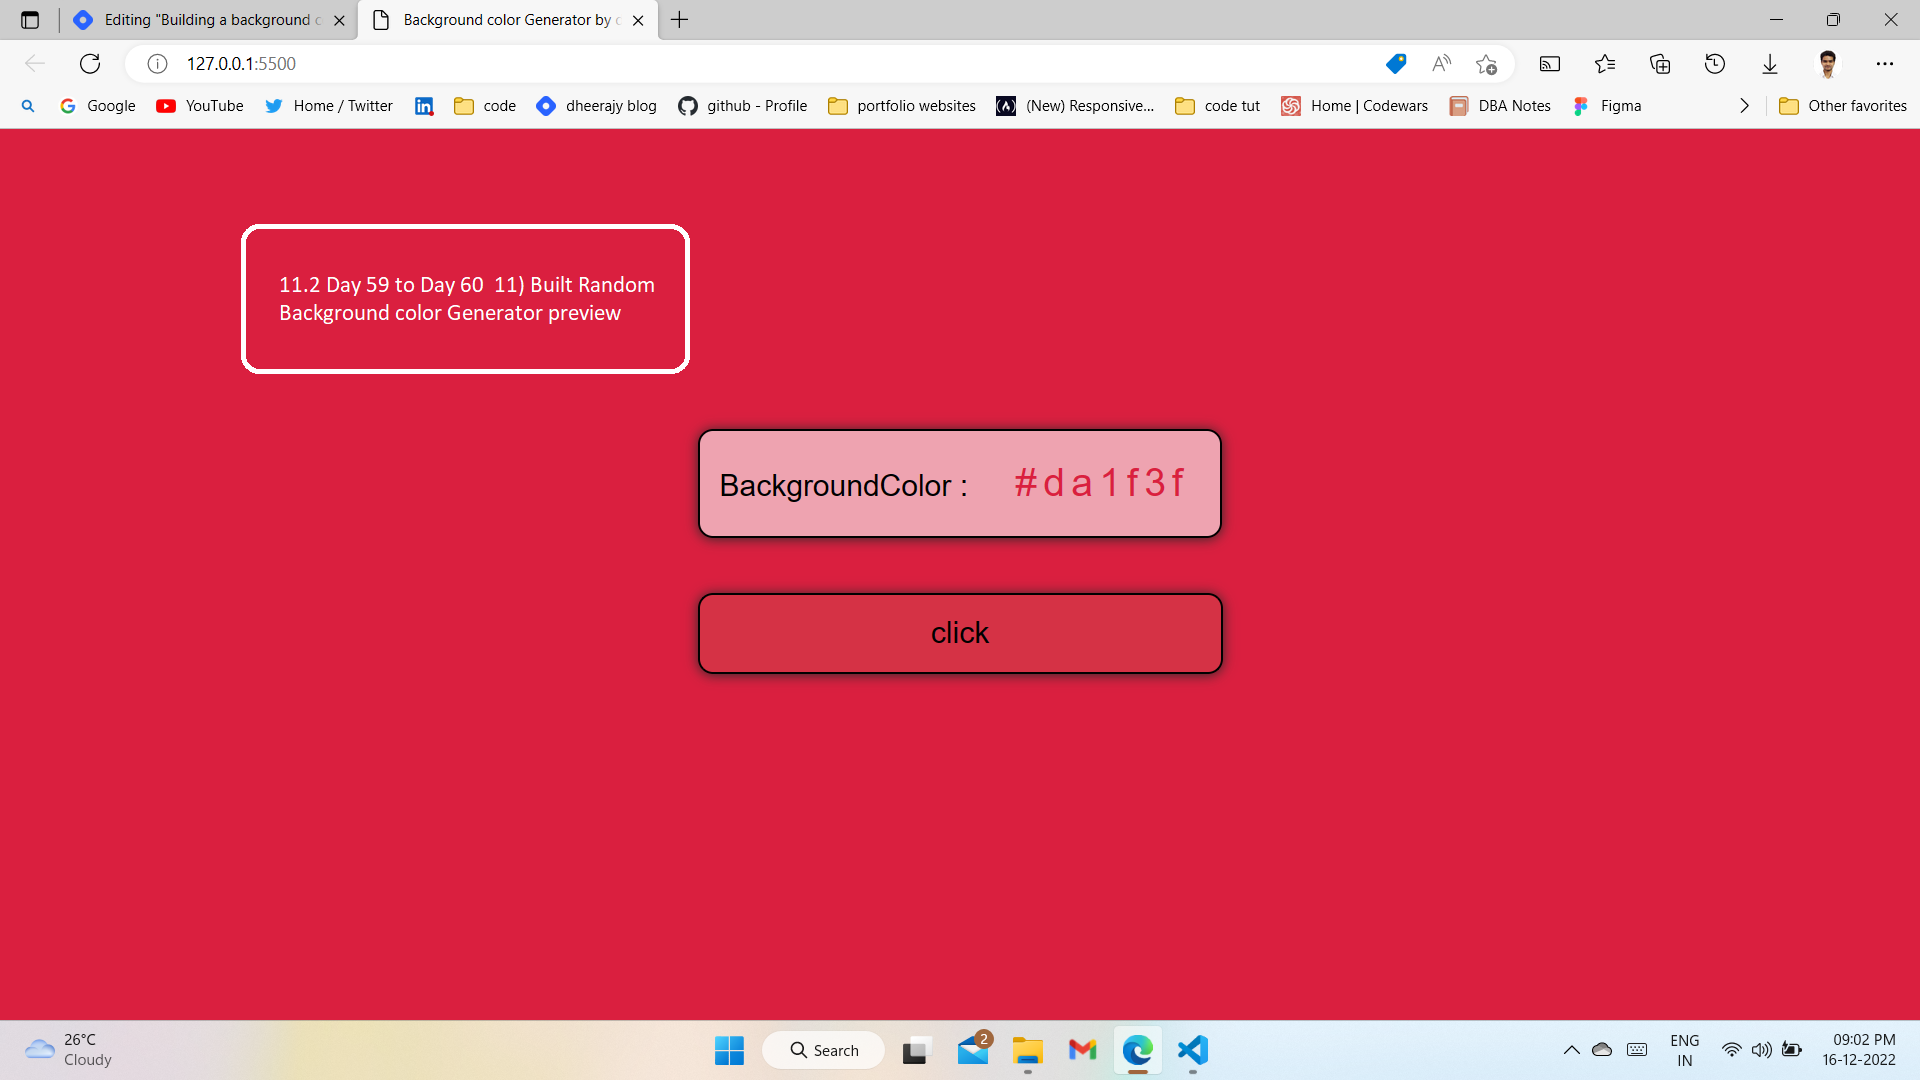 Editing "Building a background c
Background color Generator by c
127.0.0.1:5500
Google
YouTube
Home / Twitter
code
dheerajy blog
github - Profile
portfolio websites
(New) Responsive...
code tut
Home | Codewars
DBA Notes
Figma
Other favorites
11.2 Day 59 to Day 60  11) Built Random
Background color Generator preview
BackgroundColor : #da1f3f
click
26°C
Cloudy
Search
2
ENG
IN
09:02 PM
16-12-2022